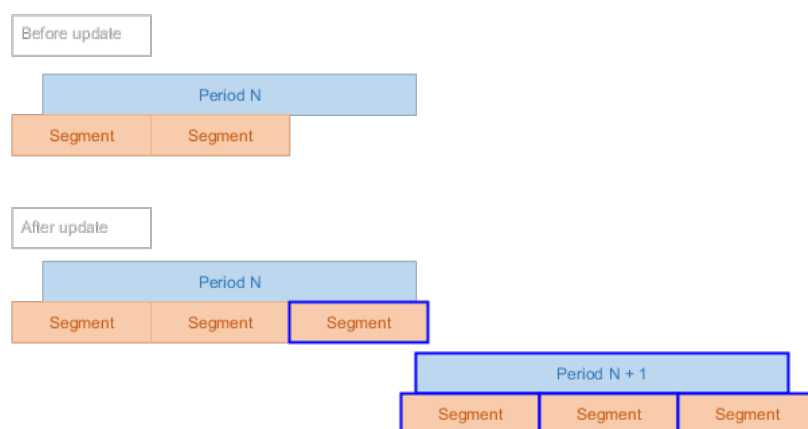 Before update
Period N
Segment Segment
After update
Period N
Segment Segment Segment
Period N + 1
Segment Segment Segment